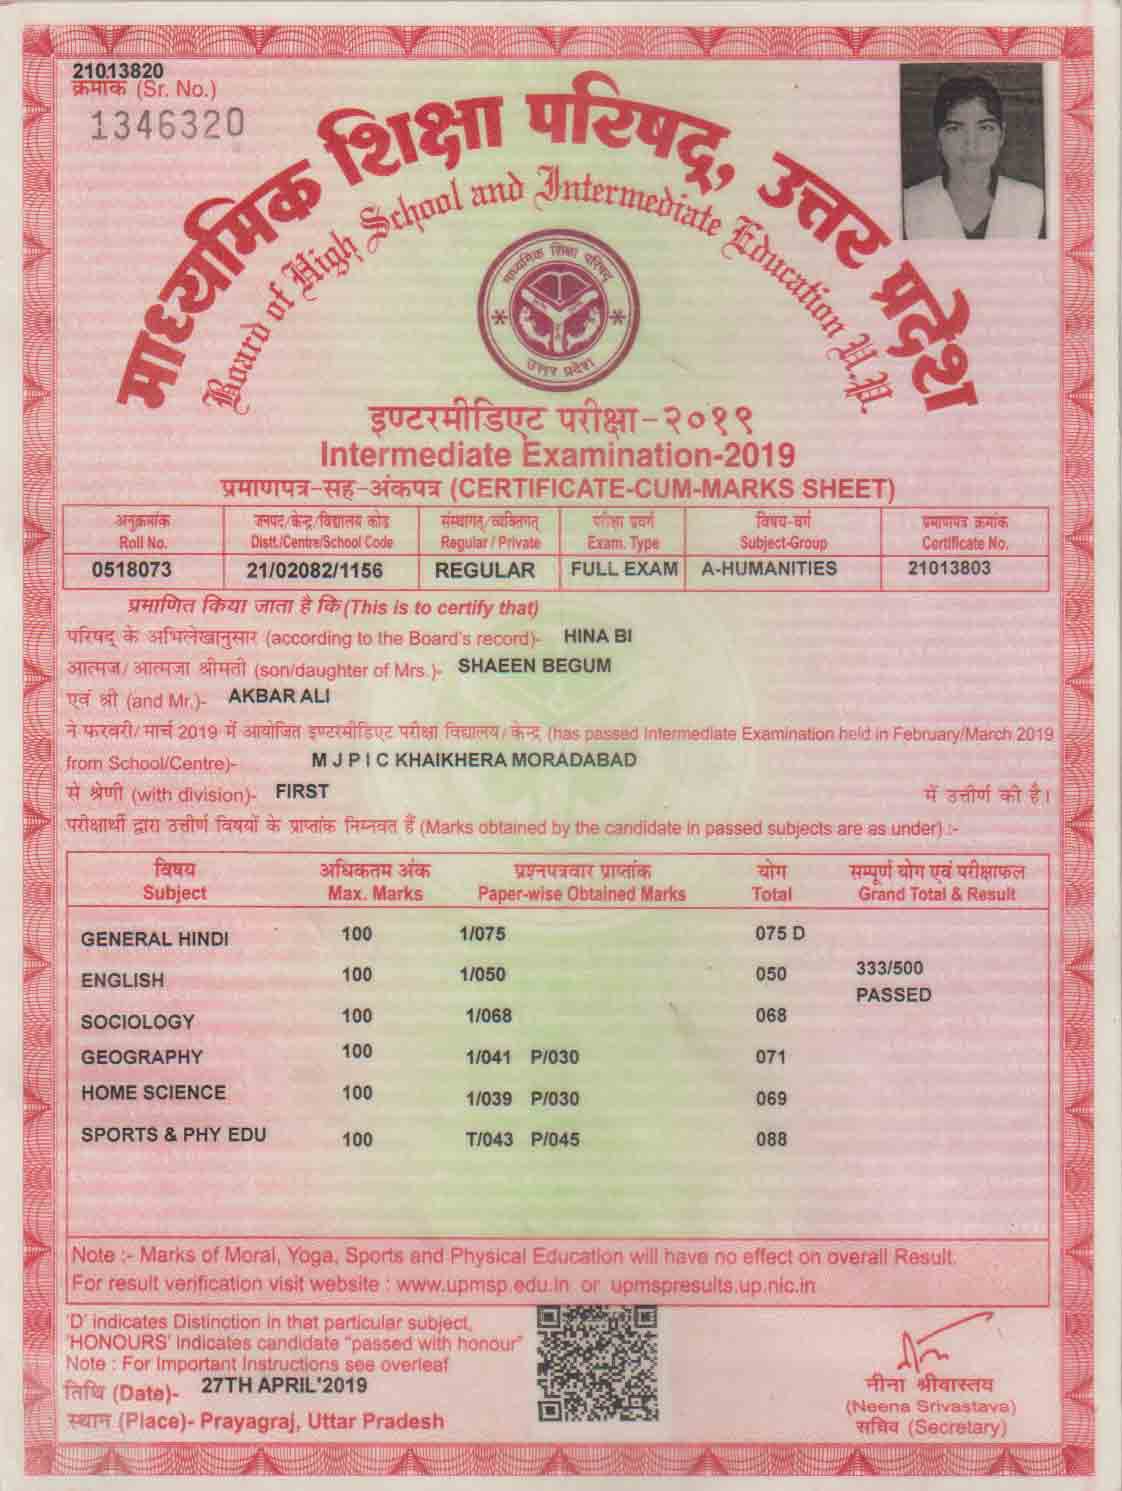 21013820
क्रमांक (Sr. No.)
1346320
माध्यमिक शिक्षा परिषद्, उत्तर प्रदेश
Board of High School and Intermediate Education U.P.
माध्यमिक शिक्षा परिषद्
उत्तर प्रदेश
इण्टरमीडिएट परीक्षा-२०१९
Intermediate Examination-2019
प्रमाणपत्र-सह-अंकपत्र (CERTIFICATE-CUM-MARKS SHEET)
अनुक्रमांक जनपद/केन्द्र/विद्यालय कोड संस्थागत/व्यक्तिगत परीक्षा प्रवर्ग विषय-वर्ग प्रमाणपत्र क्रमांक
Roll No. Distt./Centre/School Code Regular / Private Exam. Type Subject-Group Certificate No.
0518073 21/02082/1156 REGULAR FULL EXAM A-HUMANITIES 21013803
प्रमाणित किया जाता है कि (This is to certify that)
परिषद् के अभिलेखानुसार (according to the Board's record)- HINA BI
आत्मज/ आत्मजा श्रीमती (son/daughter of Mrs.)- SHAEEN BEGUM
एवं श्री (and Mr.)- AKBAR ALI
ने फरवरी/ मार्च 2019 में आयोजित इण्टरमीडिएट परीक्षा विद्यालय/ केन्द्र (has passed Intermediate Examination held in February/March 2019
from School/Centre)- M J P I C KHAIKHERA MORADABAD
से श्रेणी (with division)- FIRST में उत्तीर्ण की है।
परीक्षार्थी द्वारा उत्तीर्ण विषयों के प्राप्तांक निम्नवत हैं (Marks obtained by the candidate in passed subjects are as under) :-
विषय अधिकतम अंक प्रश्नपत्रवार प्राप्तांक योग सम्पूर्ण योग एवं परीक्षाफल
Subject Max. Marks Paper-wise Obtained Marks Total Grand Total & Result
GENERAL HINDI 100 1/075 075 D
ENGLISH 100 1/050 050 333/500
PASSED
SOCIOLOGY 100 1/068 068
GEOGRAPHY 100 1/041 P/030 071
HOME SCIENCE 100 1/039 P/030 069
SPORTS & PHY EDU 100 T/043 P/045 088
Note :- Marks of Moral, Yoga, Sports and Physical Education will have no effect on overall Result.
For result verification visit website : www.upmsp.edu.in or upmspresults.up.nic.in
'D' indicates Distinction in that particular subject,
'HONOURS' indicates candidate "passed with honour"
Note : For Important Instructions see overleaf
तिथि (Date)- 27TH APRIL'2019
स्थान (Place)- Prayagraj, Uttar Pradesh
नीना श्रीवास्तव
(Neena Srivastava)
सचिव (Secretary)